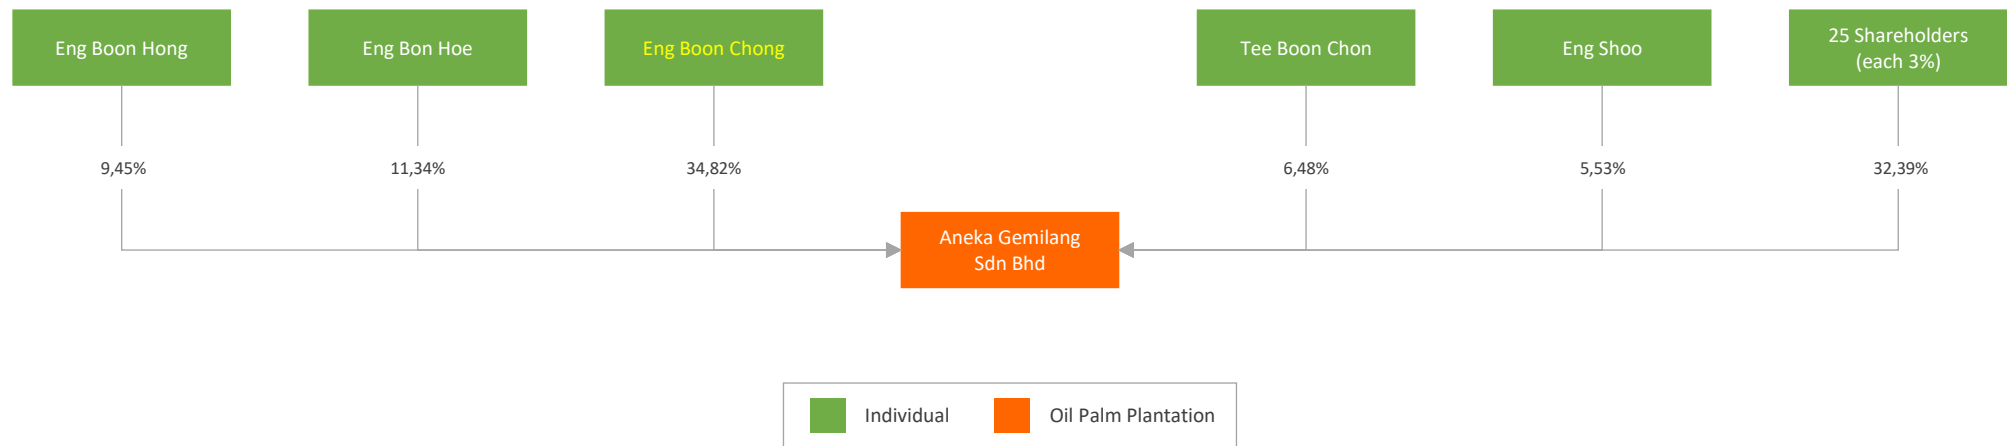 Eng Boon Hong
Eng Bon Hoe
Eng Boon Chong
Tee Boon Chon
Eng Shoo
25 Shareholders
(each 3%)
9,45%
11,34%
34,82%
6,48%
5,53%
32,39%
Aneka Gemilang
Sdn Bhd
Individual
Oil Palm Plantation